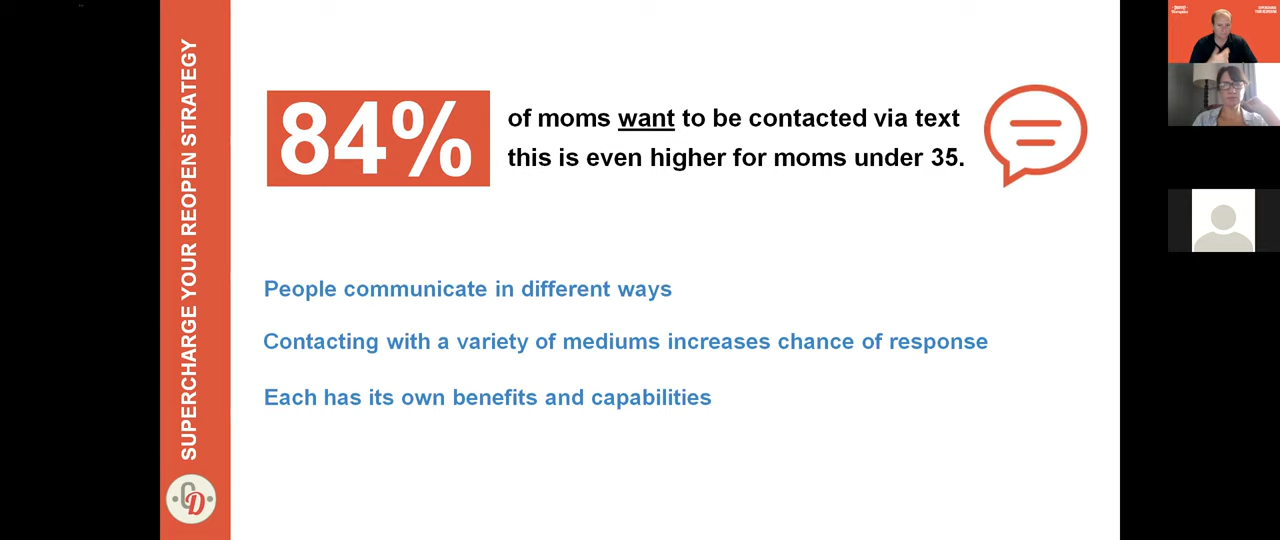 SUPERCHARGE YOUR REOPEN STRATEGY
84%
of moms want to be contacted via text
this is even higher for moms under 35.
People communicate in different ways
Contacting with a variety of mediums increases chance of response
Each has its own benefits and capabilities
CD